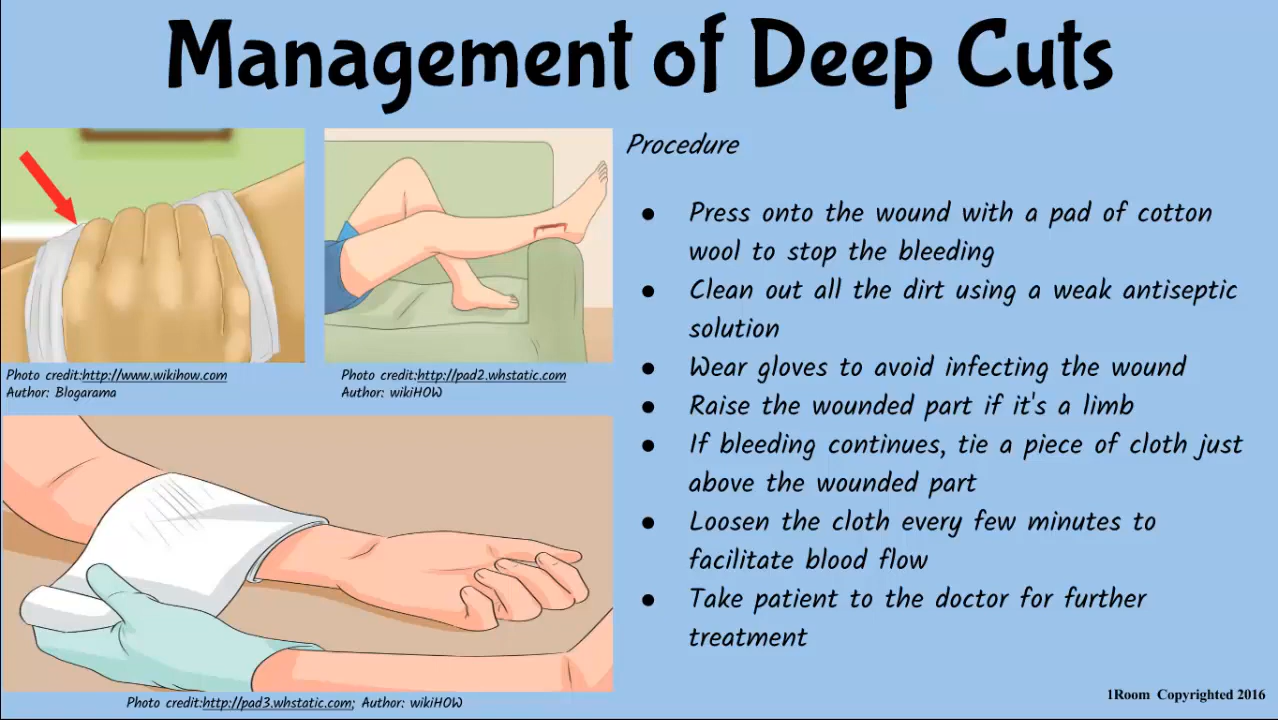 Management of Deep Cuts
Photo credit:http://www.wikihow.com
Author: Blogarama
Photo credit:http://pad2.whstatic.com
Author: wikiHOW
Photo credit:http://pad3.whstatic.com; Author: wikiHOW
Procedure
● Press onto the wound with a pad of cotton
wool to stop the bleeding
● Clean out all the dirt using a weak antiseptic
solution
● Wear gloves to avoid infecting the wound
● Raise the wounded part if it's a limb
● If bleeding continues, tie a piece of cloth just
above the wounded part
● Loosen the cloth every few minutes to
facilitate blood flow
● Take patient to the doctor for further
treatment
1Room Copyrighted 2016